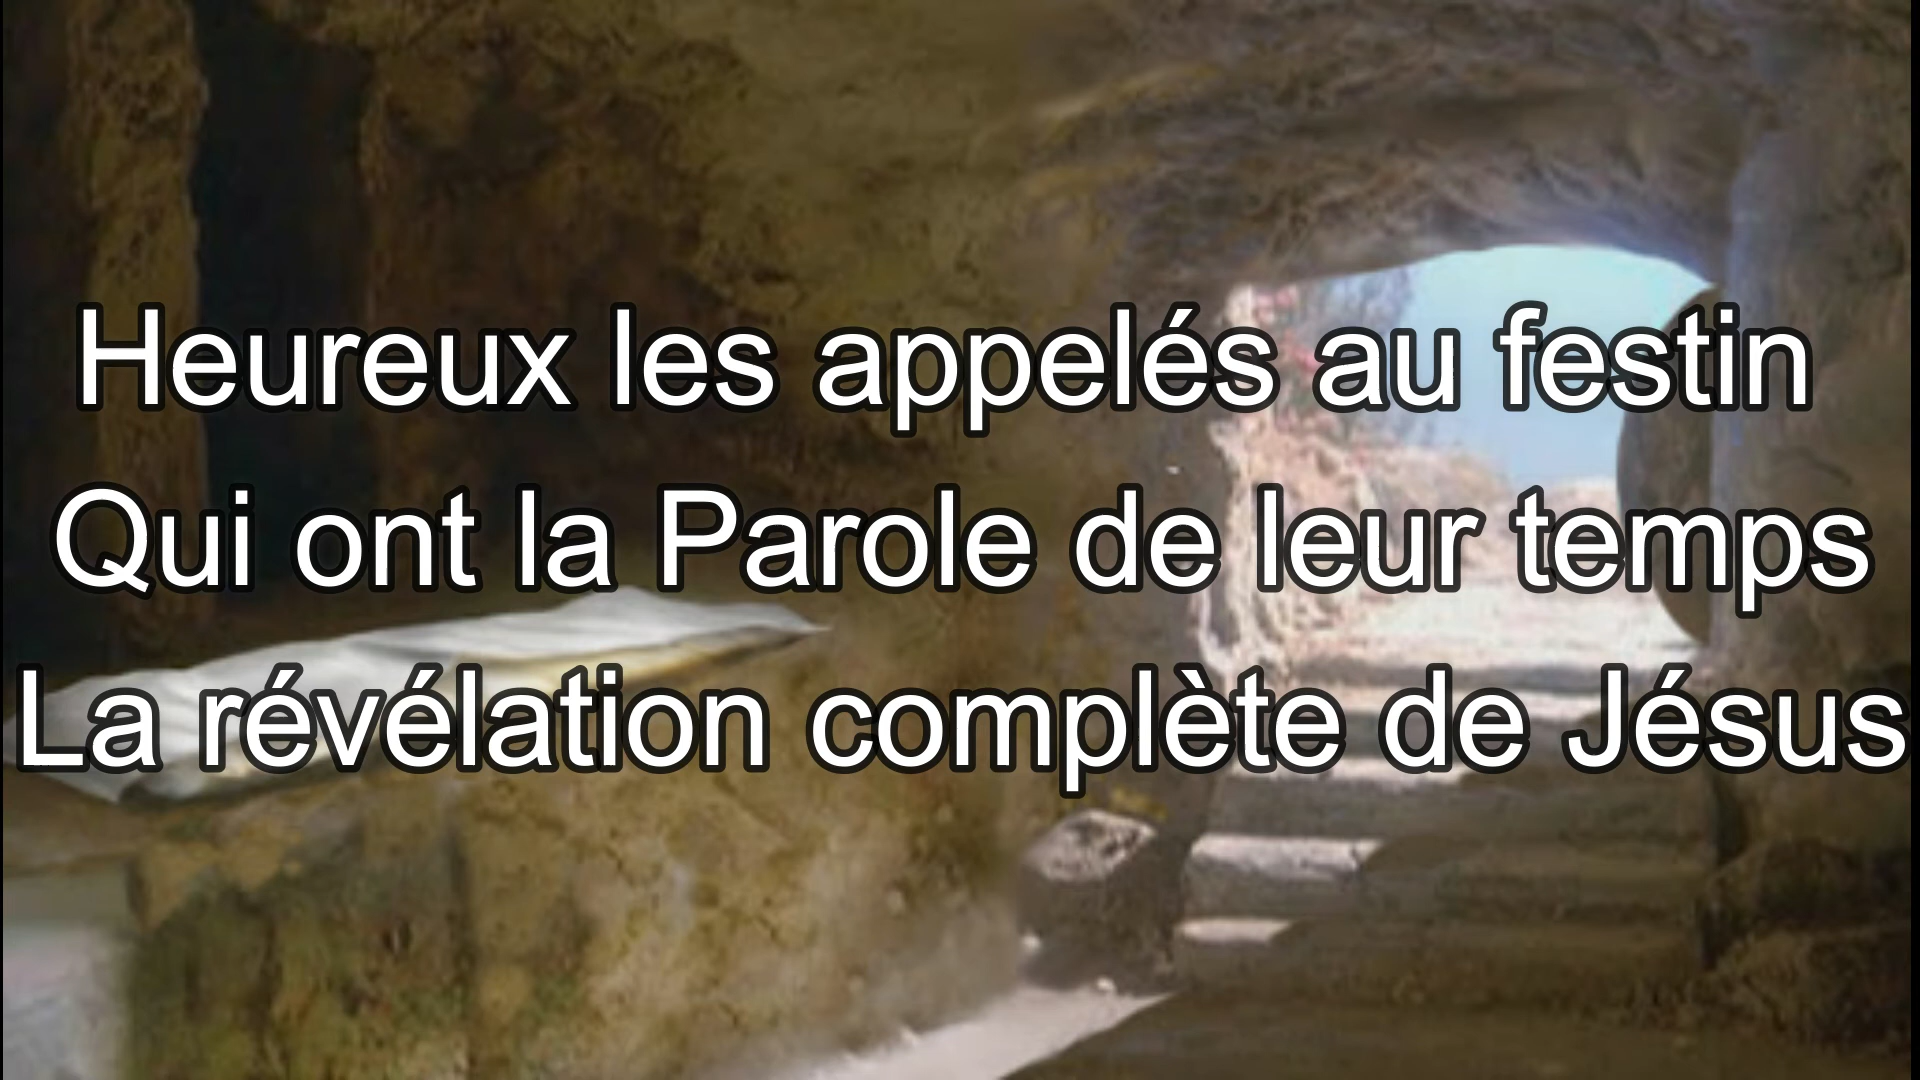 Heureux les appelés au festin
Qui ont la Parole de leur temps
La révélation complète de Jésus